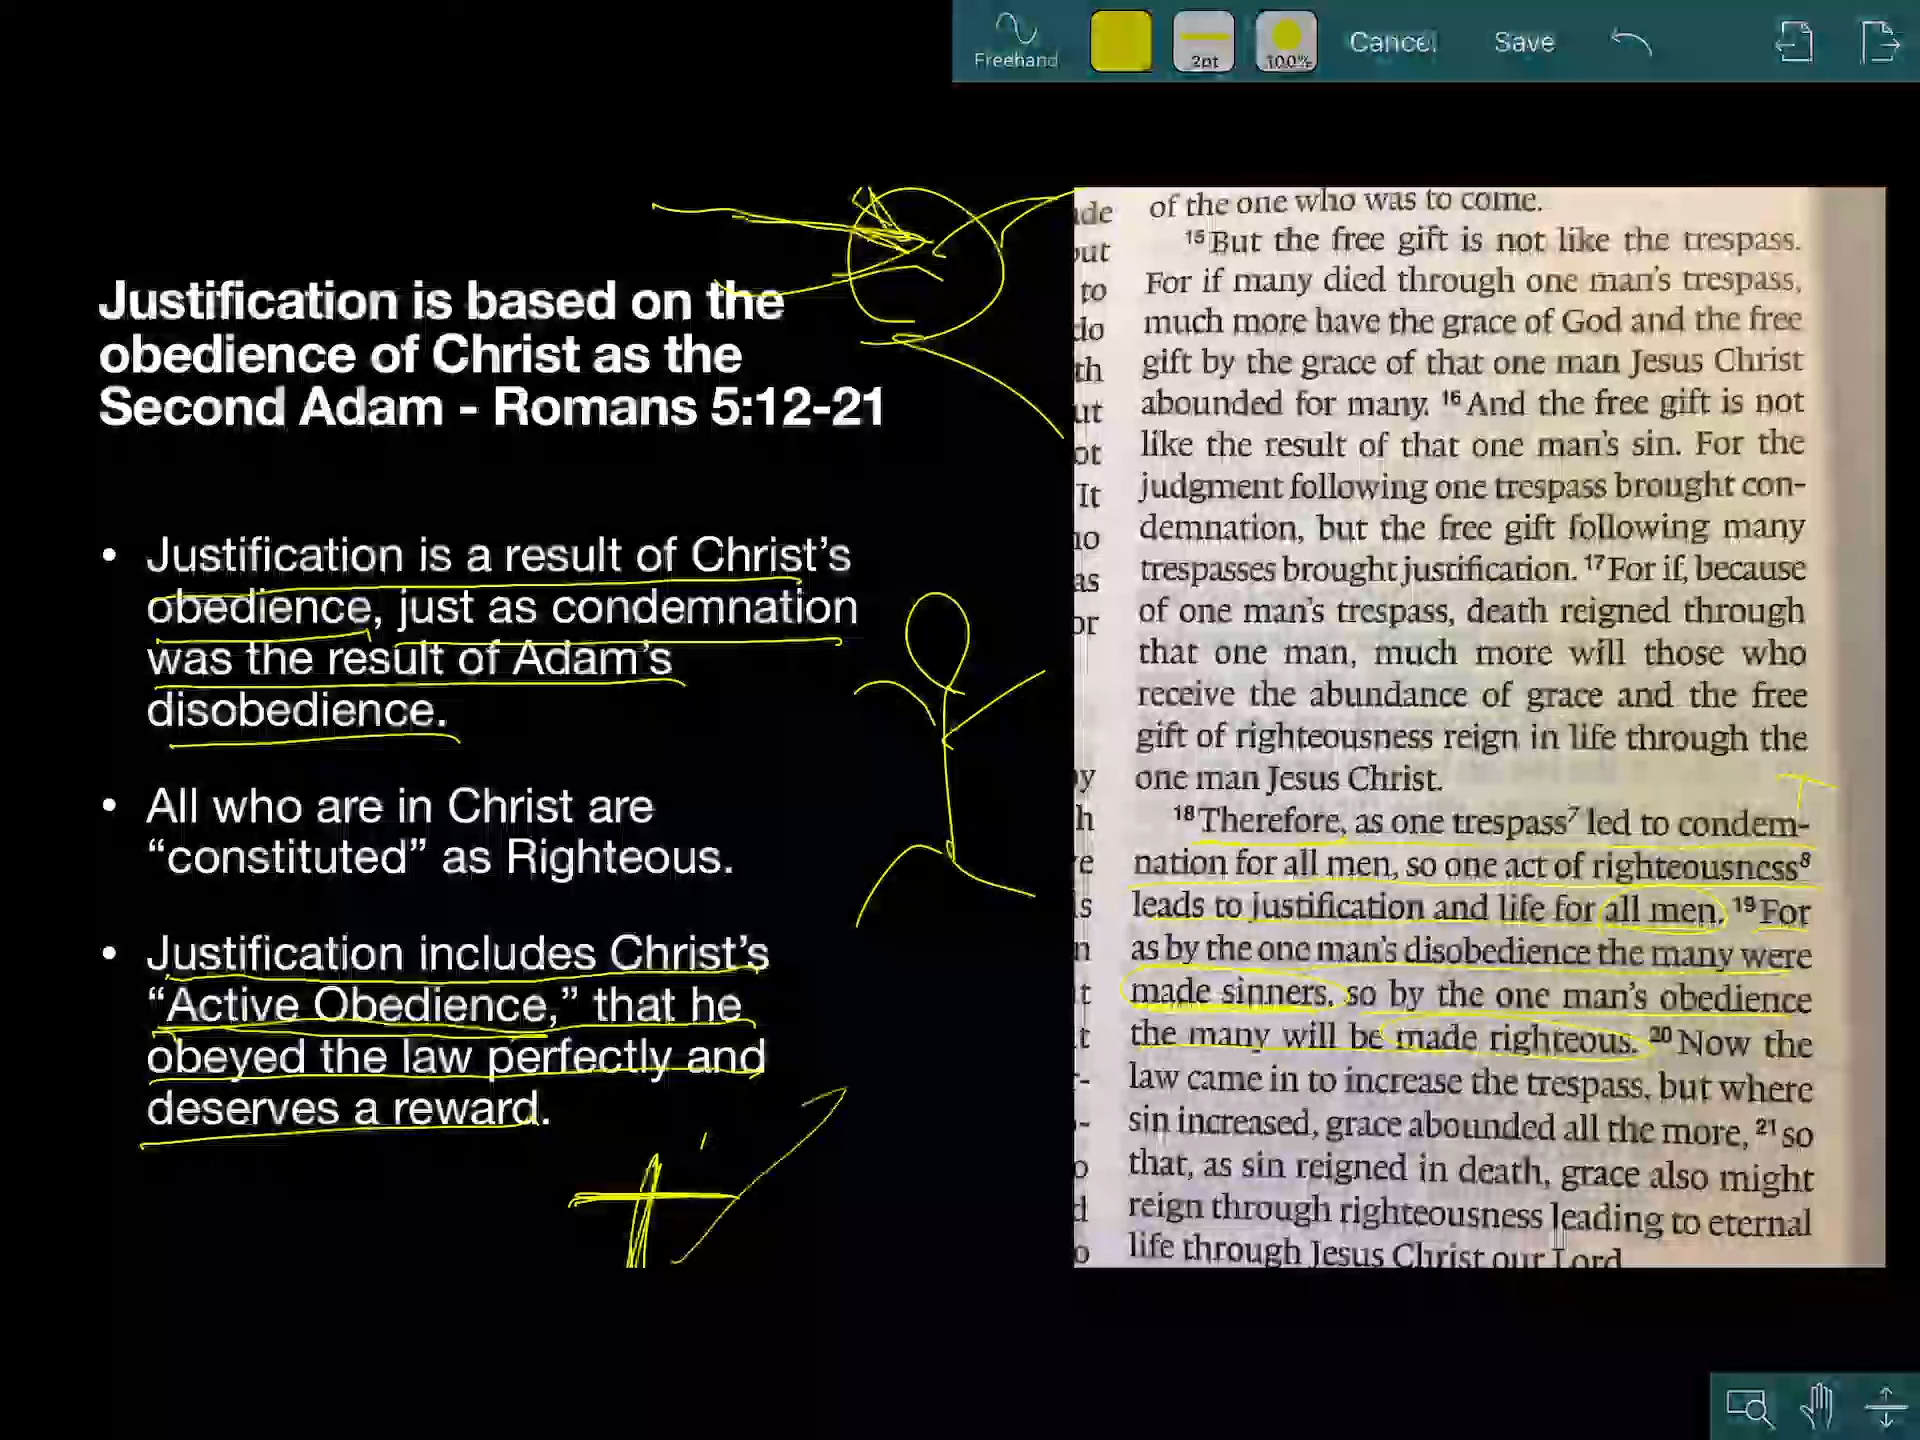 Freehand
2pt
100%
Cancel
Save
Justification is based on the
obedience of Christ as the
Second Adam - Romans 5:12-21
• Justification is a result of Christ’s
obedience, just as condemnation
was the result of Adam’s
disobedience.
• All who are in Christ are
“constituted” as Righteous.
• Justification includes Christ’s
“Active Obedience,” that he
obeyed the law perfectly and
deserves a reward.
of the one who was to come.
15 But the free gift is not like the trespass.
For if many died through one man’s trespass,
much more have the grace of God and the free
gift by the grace of that one man Jesus Christ
abounded for many. 16 And the free gift is not
like the result of that one man’s sin. For the
judgment following one trespass brought con-
demnation, but the free gift following many
trespasses brought justification. 17 For if, because
of one man’s trespass, death reigned through
that one man, much more will those who
receive the abundance of grace and the free
gift of righteousness reign in life through the
one man Jesus Christ.
18 Therefore, as one trespass7 led to condem-
nation for all men, so one act of righteousness8
leads to justification and life for all men. 19 For
as by the one man’s disobedience the many were
made sinners, so by the one man’s obedience
the many will be made righteous. 20 Now the
law came in to increase the trespass, but where
sin increased, grace abounded all the more, 21 so
that, as sin reigned in death, grace also might
reign through righteousness leading to eternal
life through Jesus Christ our Lord